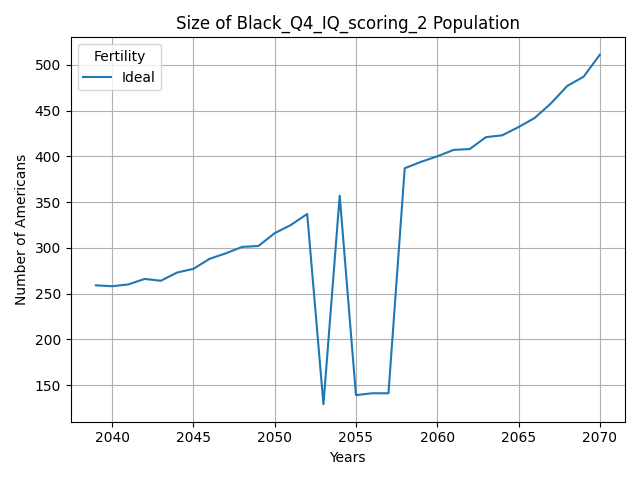 Size of Black_Q4_IQ_scoring_2 Population
Fertility
Ideal
Number of Americans
500
450
400
350
300
250
200
150
2040 2045 2050 2055 2060 2065 2070
Years